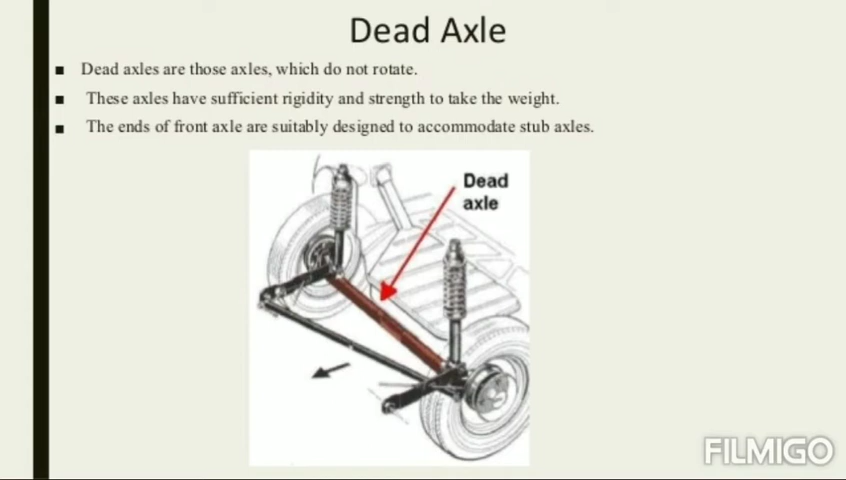 Dead Axle
Dead axles are those axles, which do not rotate.
These axles have sufficient rigidity and strength to take the weight.
The ends of front axle are suitably designed to accommodate stub axles.
Dead
axle
FILMIGO